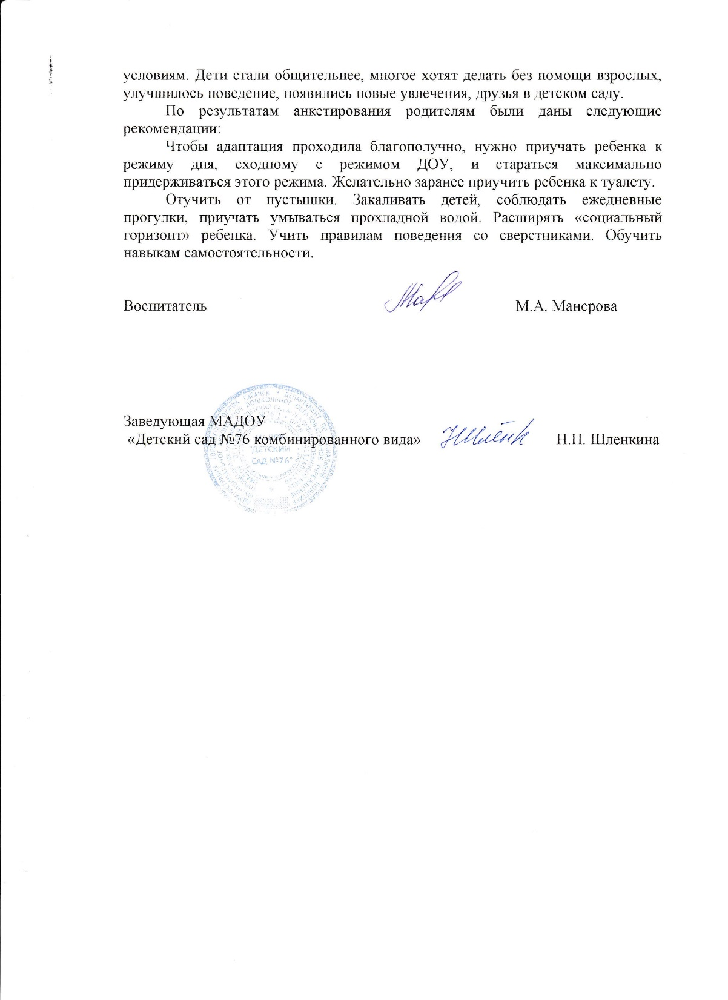 условиям. Дети стали общительнее, многое хотят делать без помощи взрослых,
улучшилось поведение, появились новые увлечения, друзья в детском саду.
По результатам анкетирования родителям были даны следующие
рекомендации:
Чтобы адаптация проходила благополучно, нужно приучать ребенка к
режиму дня, сходному с режимом ДОУ, и стараться максимально
придерживаться этого режима. Желательно заранее приучить ребенка к туалету.
Отучить от пустышки. Закаливать детей, соблюдать ежедневные
прогулки, приучать умываться прохладной водой. Расширять «социальный
горизонт» ребенка. Учить правилам поведения со сверстниками. Обучить
навыкам самостоятельности.
Воспитатель М.А. Манерова
Заведующая МАДОУ
«Детский сад №76 комбинированного вида» Н.П. Шленкина
"ДЕТСКИЙ
САД №76"